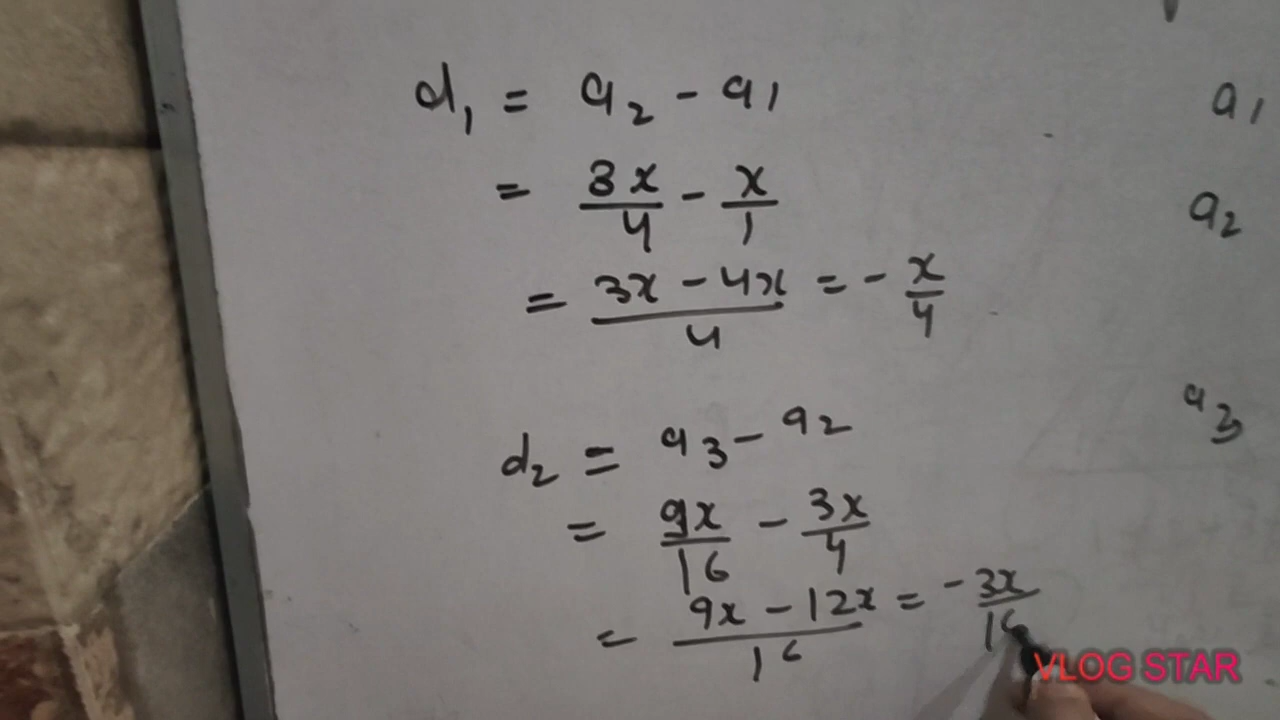 d₁ = a₂ - a₁
= 3x/4 - x/1
= 3x - 4x/4 = - x/4
d₂ = a₃ - a₂
= 9x/16 - 3x/4
= 9x - 12x/16 = - 3x/16
a₁
a₂
a₃
VLOG STAR